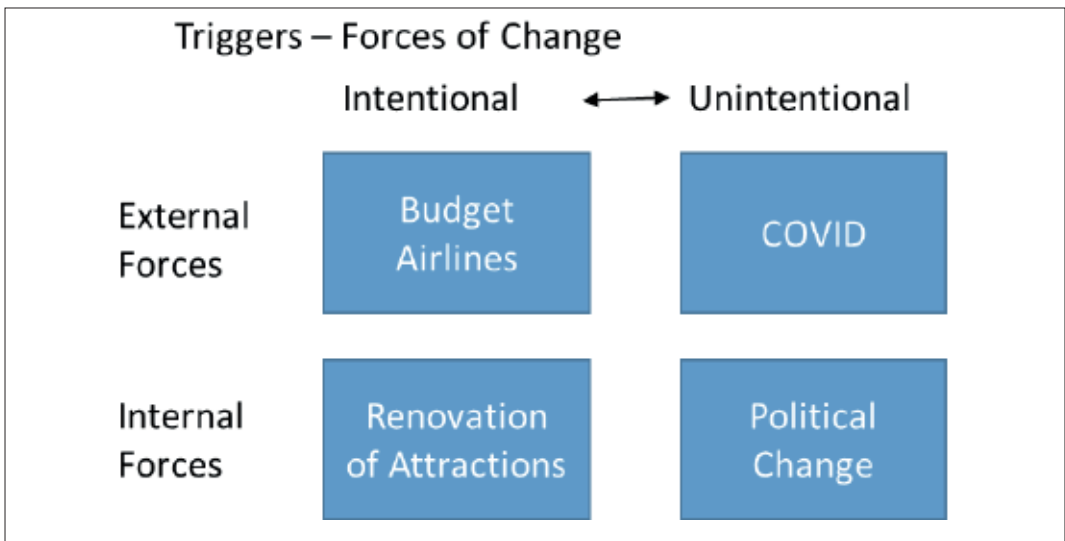 Triggers – Forces of Change
Intentional
Unintentional
External
Forces
Budget
Airlines
COVID
Internal
Forces
Renovation
of Attractions
Political
Change